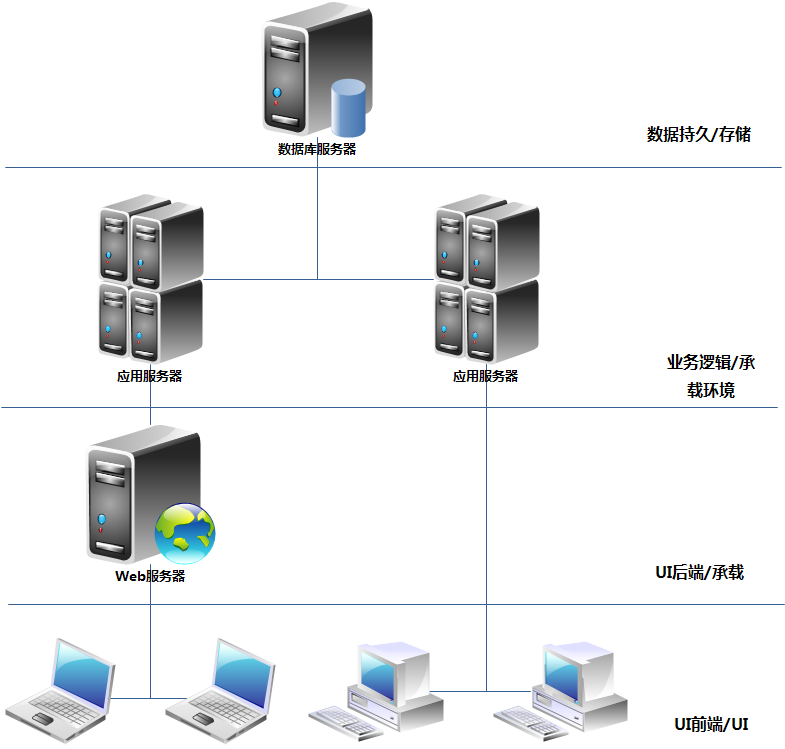 数据持久/存储
数据库服务器
业务逻辑/承
载环境
应用服务器
应用服务器
UI后端/承载
Web服务器
UI前端/UI